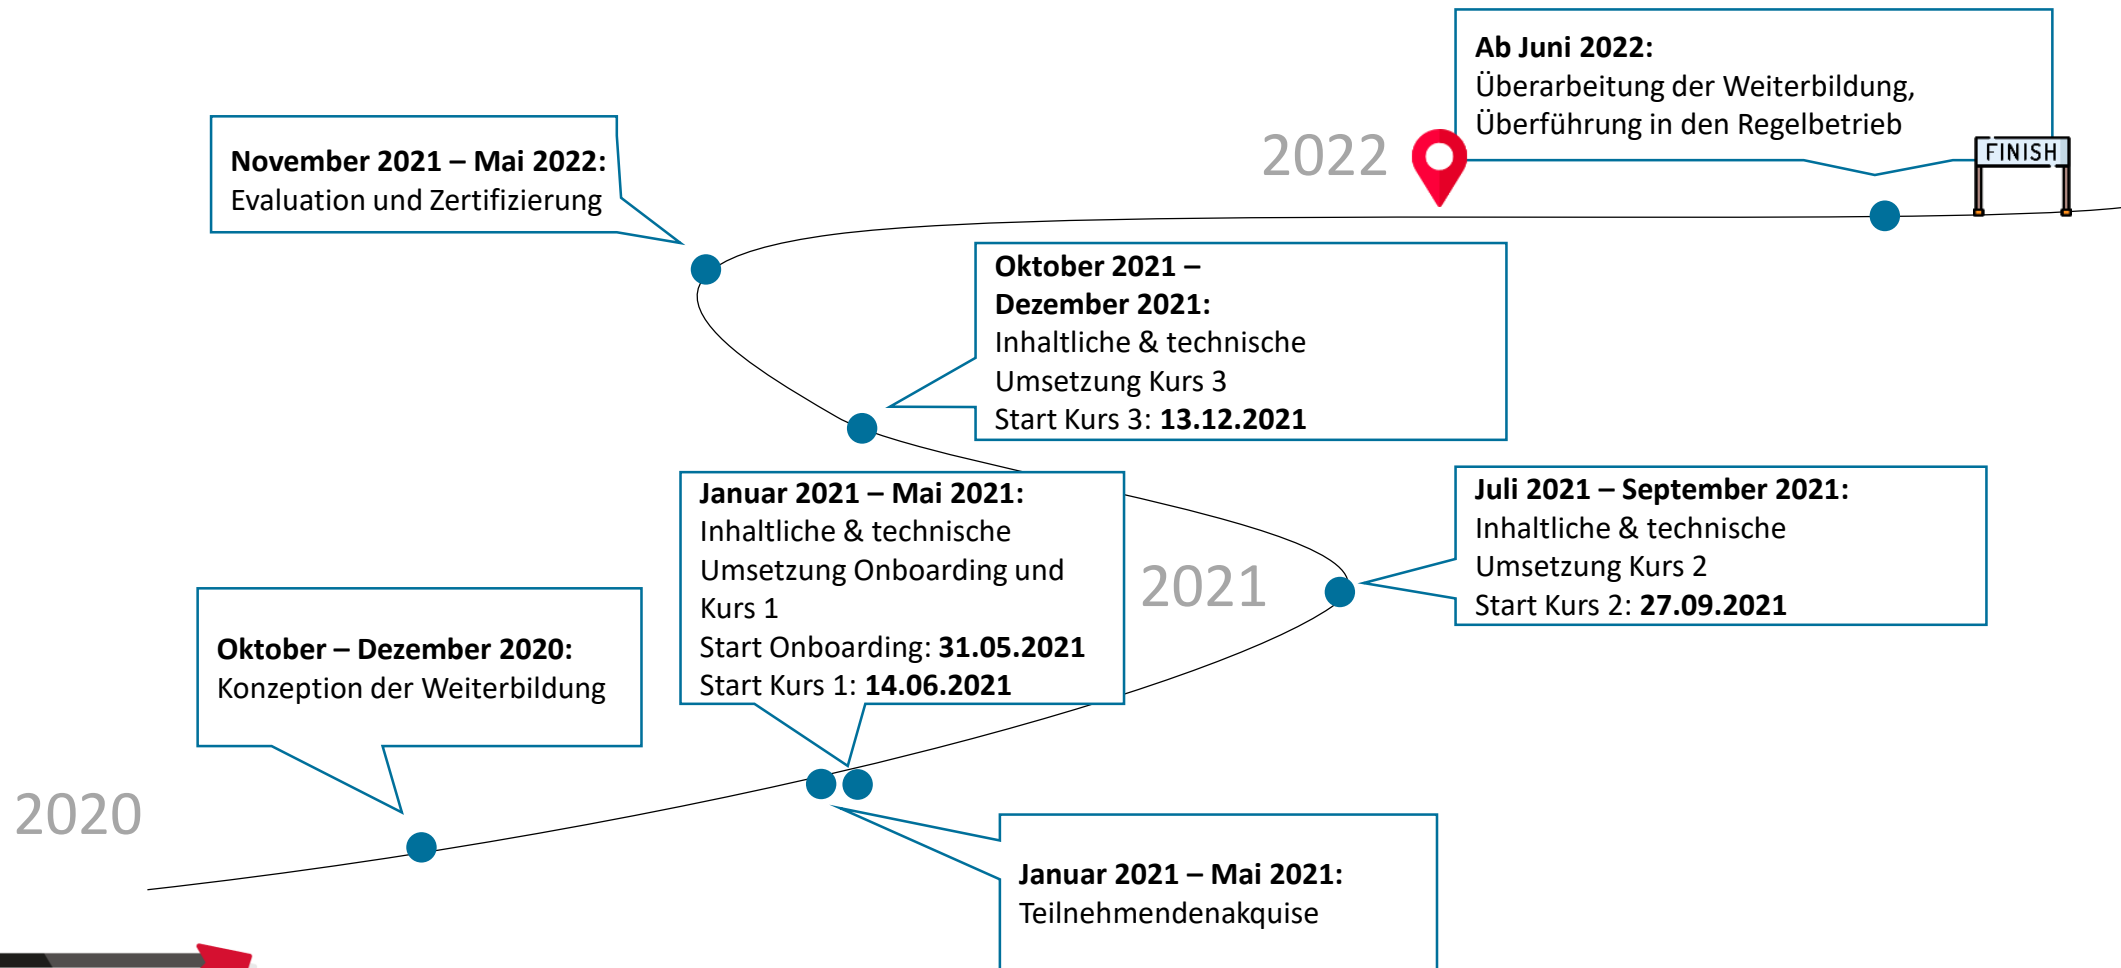 Ab Juni 2022:
Überarbeitung der Weiterbildung,
Überführung in den Regelbetrieb
FINISH
2022
November 2021 – Mai 2022:
Evaluation und Zertifizierung
Oktober 2021 –
Dezember 2021:
Inhaltliche & technische
Umsetzung Kurs 3
Start Kurs 3: 13.12.2021
Januar 2021 – Mai 2021:
Inhaltliche & technische
Umsetzung Onboarding und
Kurs 1
Start Onboarding: 31.05.2021
Start Kurs 1: 14.06.2021
2021
Juli 2021 – September 2021:
Inhaltliche & technische
Umsetzung Kurs 2
Start Kurs 2: 27.09.2021
Oktober – Dezember 2020:
Konzeption der Weiterbildung
2020
Januar 2021 – Mai 2021:
Teilnehmendenakquise